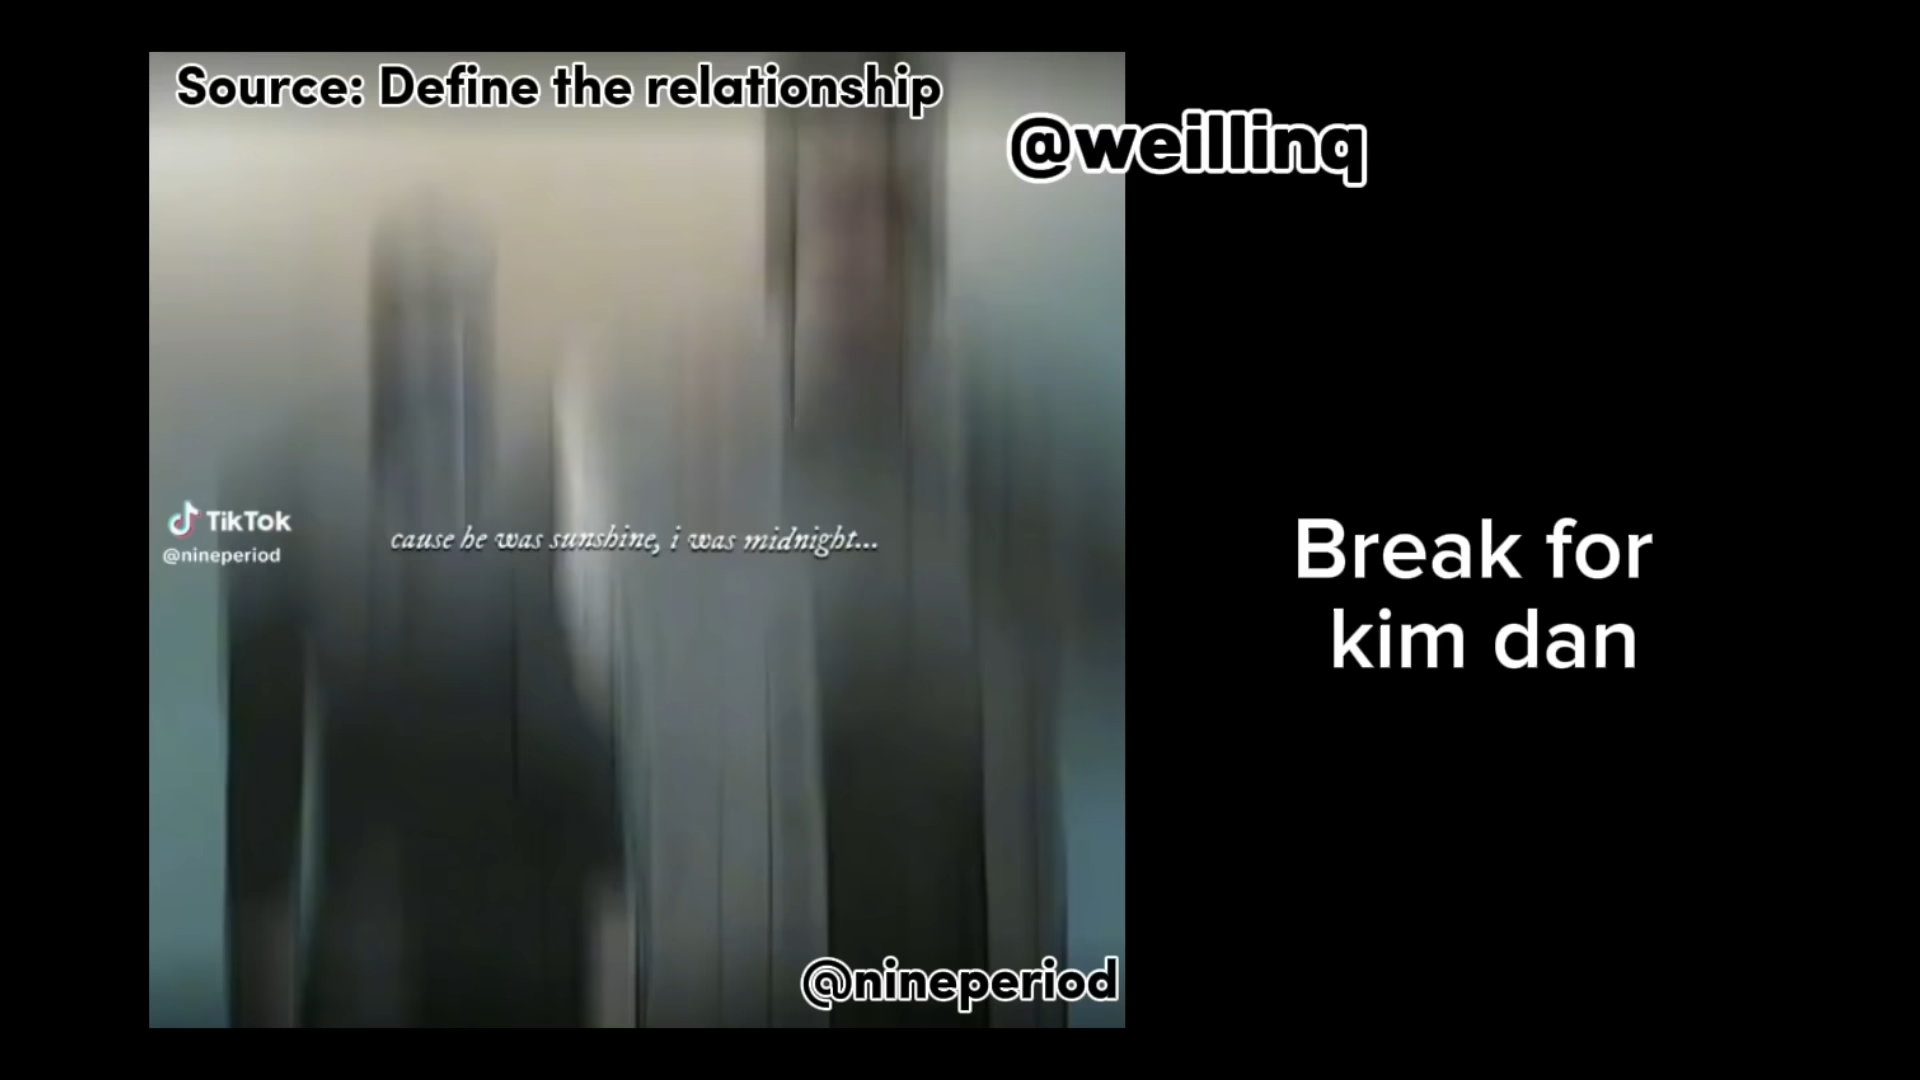 Source: Define the relationship
@weillinq
TikTok
@nineperiod
cause he was sunshine, i was midnight...
Break for
kim dan
@nineperiod